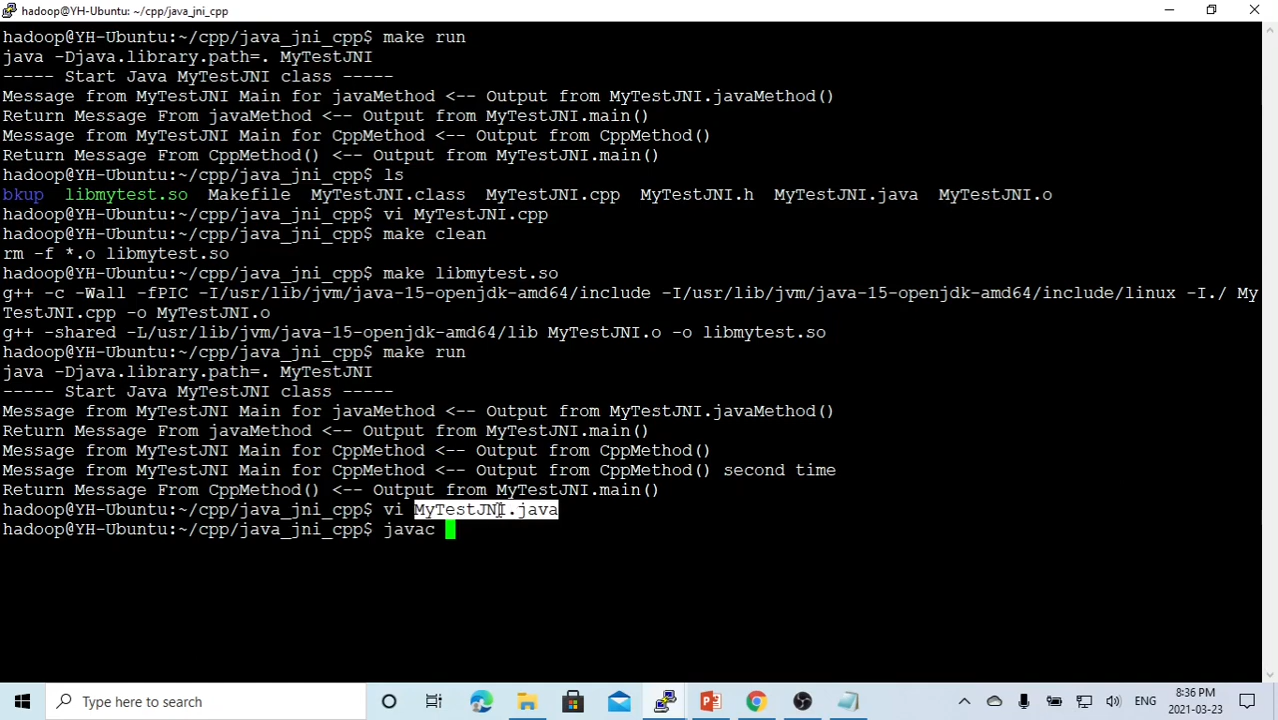 hadoop@YH-Ubuntu: ~/cpp/java_jni_cpp
hadoop@YH-Ubuntu:~/cpp/java_jni_cpp$ make run
java -Djava.library.path=. MyTestJNI
----- Start Java MyTestJNI class -----
Message from MyTestJNI Main for javaMethod <-- Output from MyTestJNI.javaMethod()
Return Message From javaMethod <-- Output from MyTestJNI.main()
Message from MyTestJNI Main for CppMethod <-- Output from CppMethod()
Return Message From CppMethod() <-- Output from MyTestJNI.main()
hadoop@YH-Ubuntu:~/cpp/java_jni_cpp$ ls
bkup  libmytest.so  Makefile  MyTestJNI.class  MyTestJNI.cpp  MyTestJNI.h  MyTestJNI.java  MyTestJNI.o
hadoop@YH-Ubuntu:~/cpp/java_jni_cpp$ vi MyTestJNI.cpp
hadoop@YH-Ubuntu:~/cpp/java_jni_cpp$ make clean
rm -f *.o libmytest.so
hadoop@YH-Ubuntu:~/cpp/java_jni_cpp$ make libmytest.so
g++ -c -Wall -fPIC -I/usr/lib/jvm/java-15-openjdk-amd64/include -I/usr/lib/jvm/java-15-openjdk-amd64/include/linux -I./ My
TestJNI.cpp -o MyTestJNI.o
g++ -shared -L/usr/lib/jvm/java-15-openjdk-amd64/lib MyTestJNI.o -o libmytest.so
hadoop@YH-Ubuntu:~/cpp/java_jni_cpp$ make run
java -Djava.library.path=. MyTestJNI
----- Start Java MyTestJNI class -----
Message from MyTestJNI Main for javaMethod <-- Output from MyTestJNI.javaMethod()
Return Message From javaMethod <-- Output from MyTestJNI.main()
Message from MyTestJNI Main for CppMethod <-- Output from CppMethod()
Message from MyTestJNI Main for CppMethod <-- Output from CppMethod() second time
Return Message From CppMethod() <-- Output from MyTestJNI.main()
hadoop@YH-Ubuntu:~/cpp/java_jni_cpp$ vi MyTestJNI.java
hadoop@YH-Ubuntu:~/cpp/java_jni_cpp$ javac
Type here to search
ENG
8:36 PM
2021-03-23